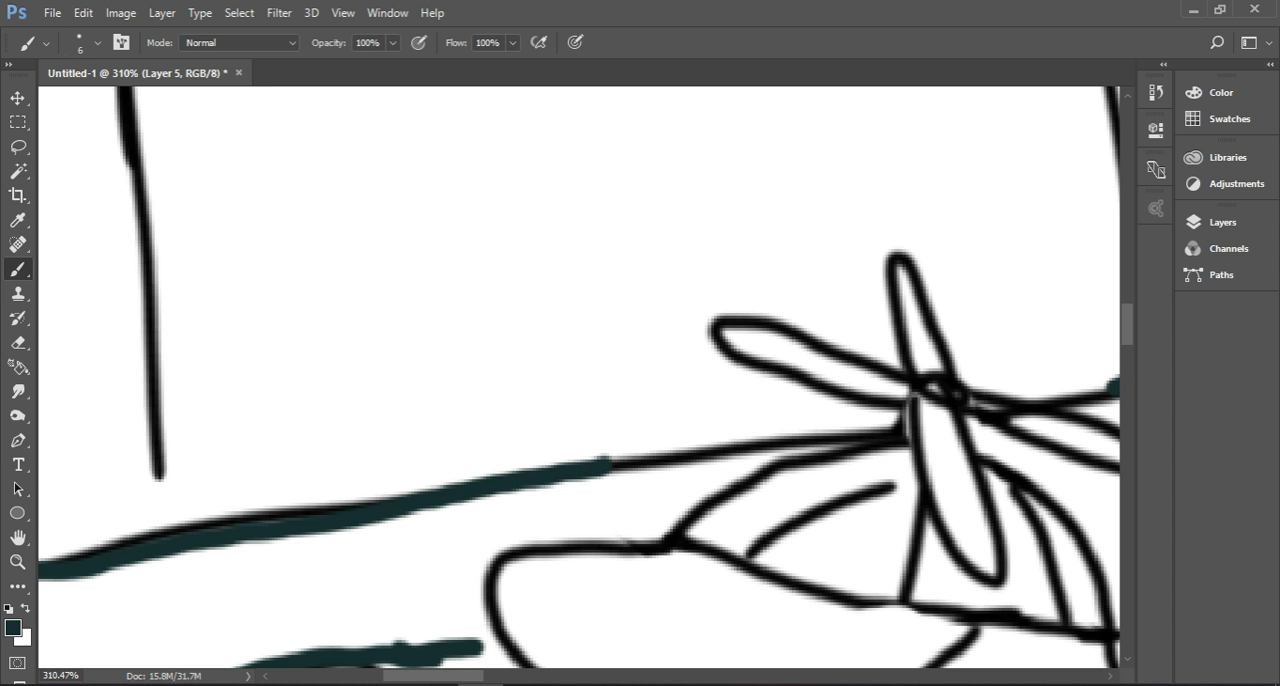 Ps File Edit Image Layer Type Select Filter 3D View Window Help
6 Mode: Normal Opacity: 100% Flow: 100%
Untitled-1 @ 310% (Layer 5, RGB/8) * ×
Color
Swatches
Libraries
Adjustments
Layers
Channels
Paths
310.47% Doc: 15.8M/31.7M